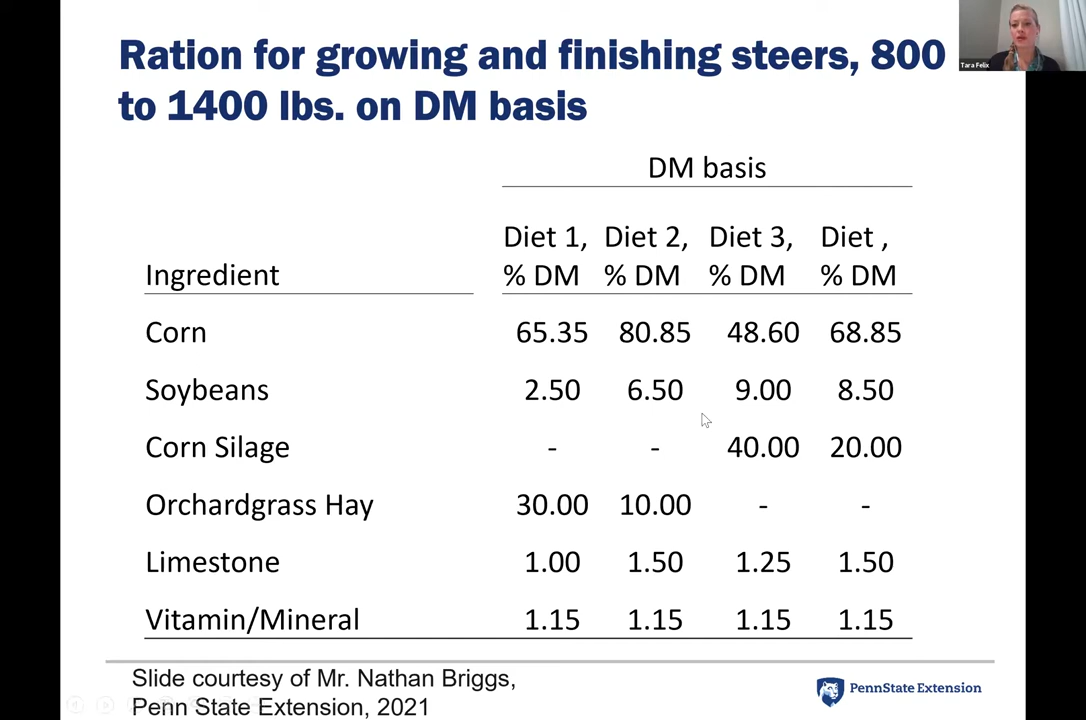 Ration for growing and finishing steers, 800
to 1400 lbs. on DM basis
Tara Felix
DM basis
Ingredient Diet 1, % DM Diet 2, % DM Diet 3, % DM Diet , % DM
Corn 65.35 80.85 48.60 68.85
Soybeans 2.50 6.50 9.00 8.50
Corn Silage - - 40.00 20.00
Orchardgrass Hay 30.00 10.00 - -
Limestone 1.00 1.50 1.25 1.50
Vitamin/Mineral 1.15 1.15 1.15 1.15
Slide courtesy of Mr. Nathan Briggs,
Penn State Extension, 2021
PennState Extension